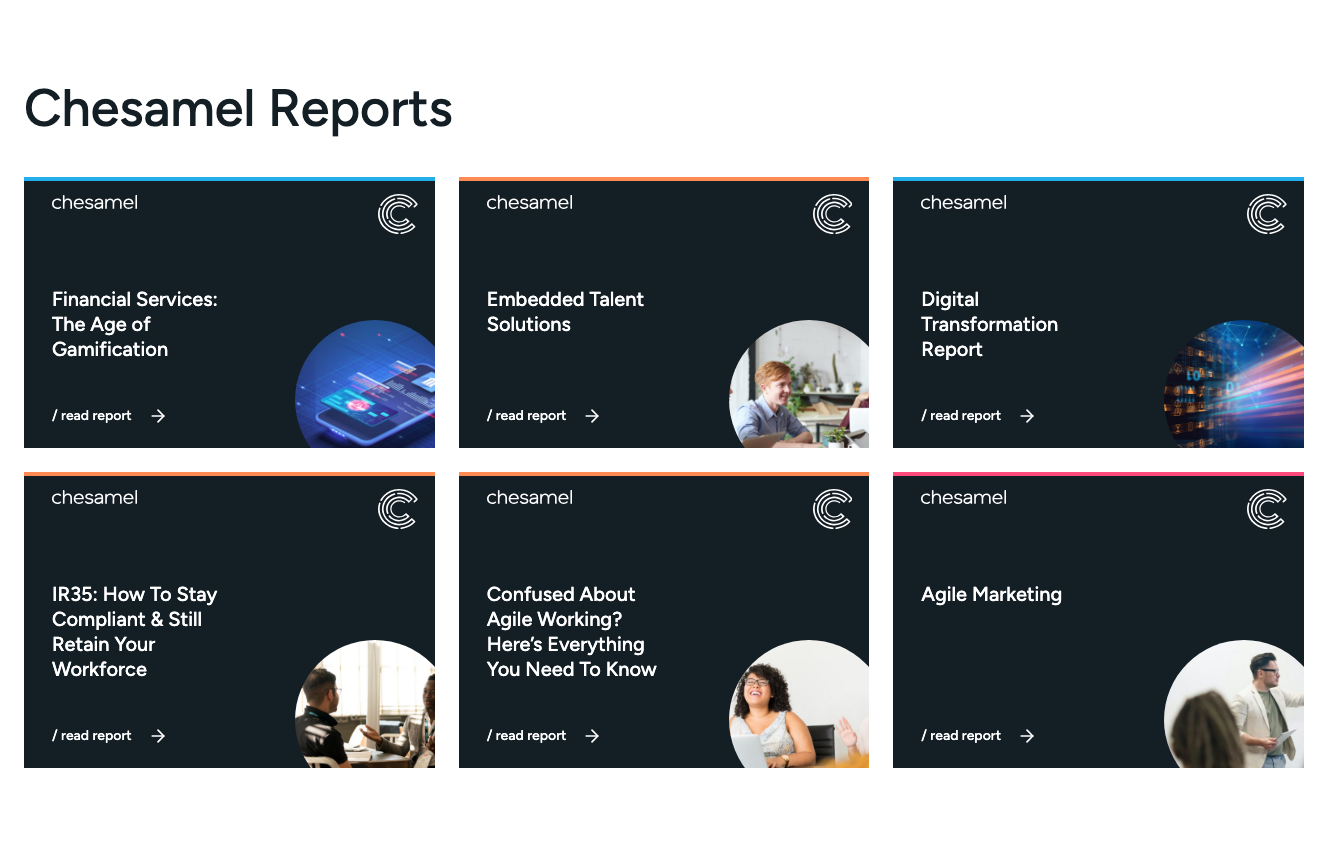 Chesamel Reports
chesamel
Financial Services:
The Age of
Gamification
/ read report
chesamel
Embedded Talent
Solutions
/ read report
chesamel
Digital
Transformation
Report
/ read report
chesamel
IR35: How To Stay
Compliant & Still
Retain Your
Workforce
/ read report
chesamel
Confused About
Agile Working?
Here’s Everything
You Need To Know
/ read report
chesamel
Agile Marketing
/ read report